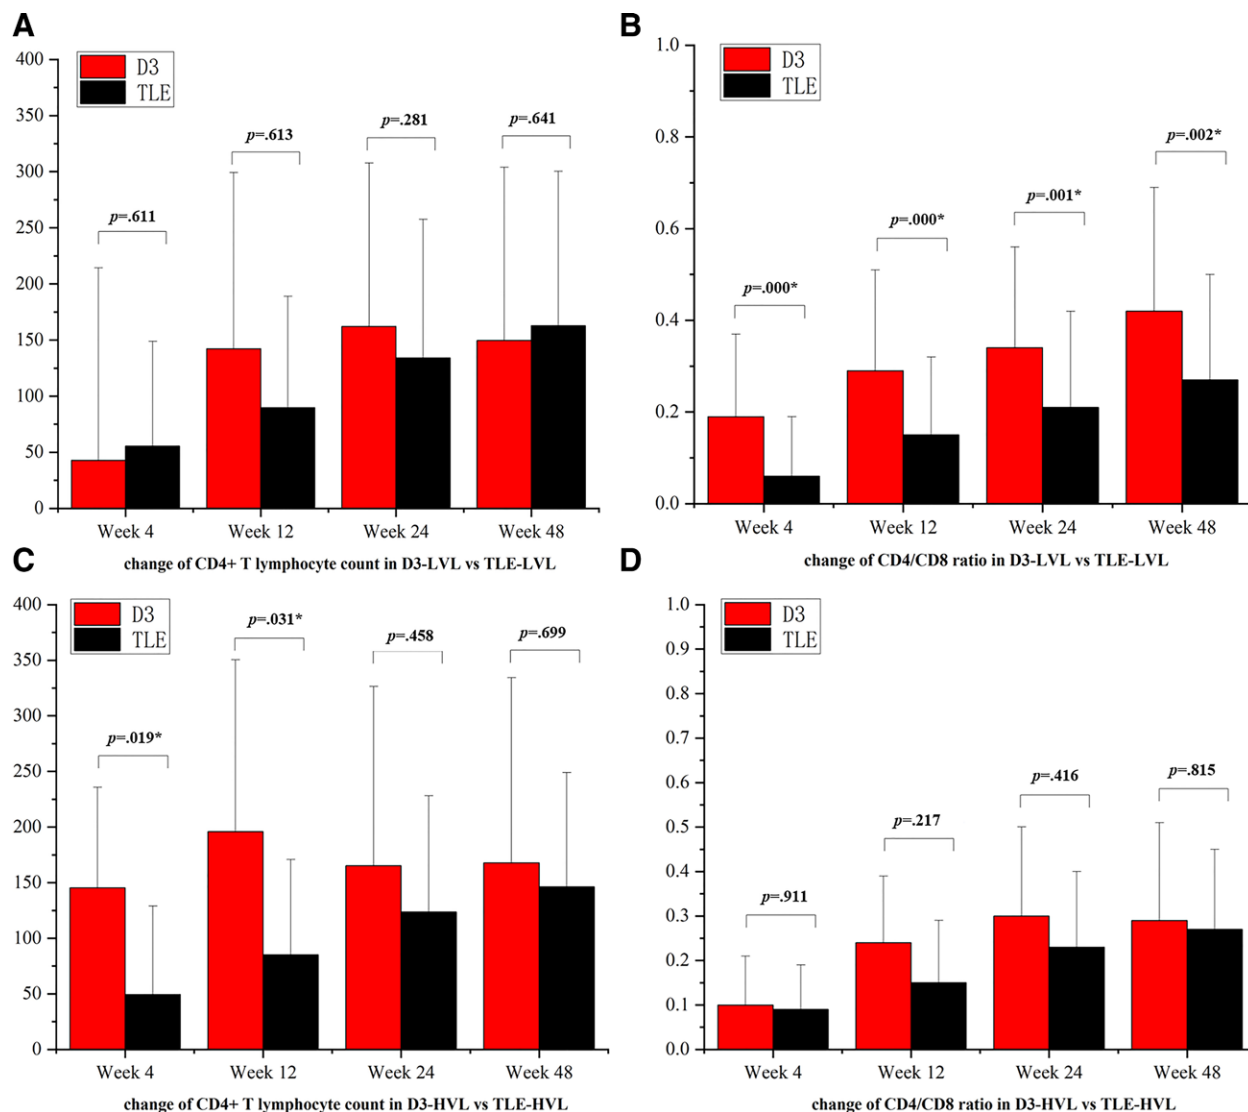 A
400
350
300
250
200
150
100
50
0
D3
TLE
p=.611
p=.613
p=.281
p=.641
Week 4 Week 12 Week 24 Week 48
change of CD4+ T lymphocyte count in D3-LVL vs TLE-LVL
B
1.0
0.8
0.6
0.4
0.2
0.0
D3
TLE
p=.000*
p=.000*
p=.001*
p=.002*
Week 4 Week 12 Week 24 Week 48
change of CD4/CD8 ratio in D3-LVL vs TLE-LVL
C
400
350
300
250
200
150
100
50
0
D3
TLE
p=.019*
p=.031*
p=.458
p=.699
Week 4 Week 12 Week 24 Week 48
change of CD4+ T lymphocyte count in D3-HVL vs TLE-HVL
D
1.0
0.9
0.8
0.7
0.6
0.5
0.4
0.3
0.2
0.1
0.0
D3
TLE
p=.911
p=.217
p=.416
p=.815
Week 4 Week 12 Week 24 Week 48
change of CD4/CD8 ratio in D3-HVL vs TLE-HVL